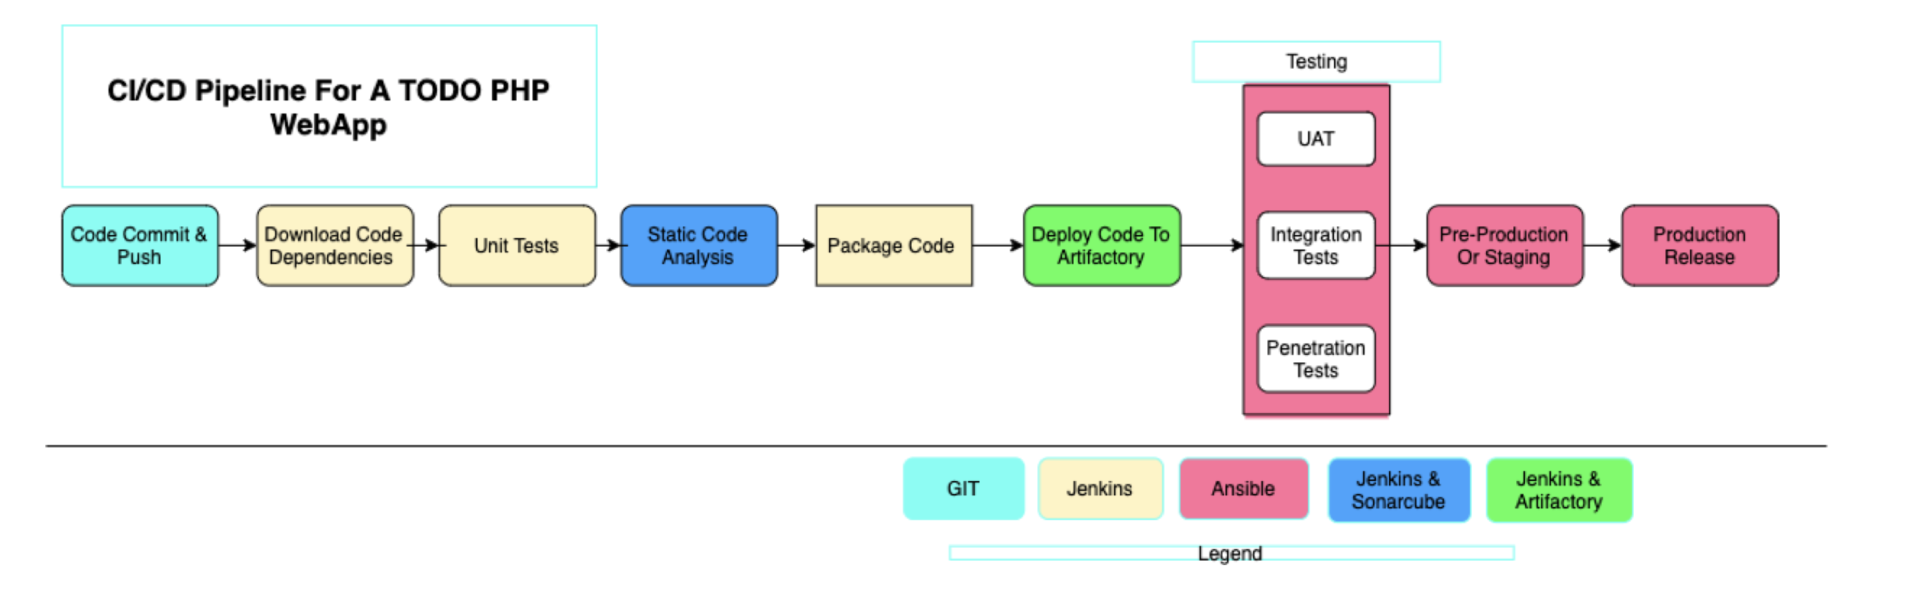 CI/CD Pipeline For A TODO PHP
WebApp
Testing
UAT
Code Commit &
Push
Download Code
Dependencies
Unit Tests
Static Code
Analysis
Package Code
Deploy Code To
Artifactory
Integration
Tests
Pre-Production
Or Staging
Production
Release
Penetration
Tests
GIT
Jenkins
Ansible
Jenkins &
Sonarcube
Jenkins &
Artifactory
Legend